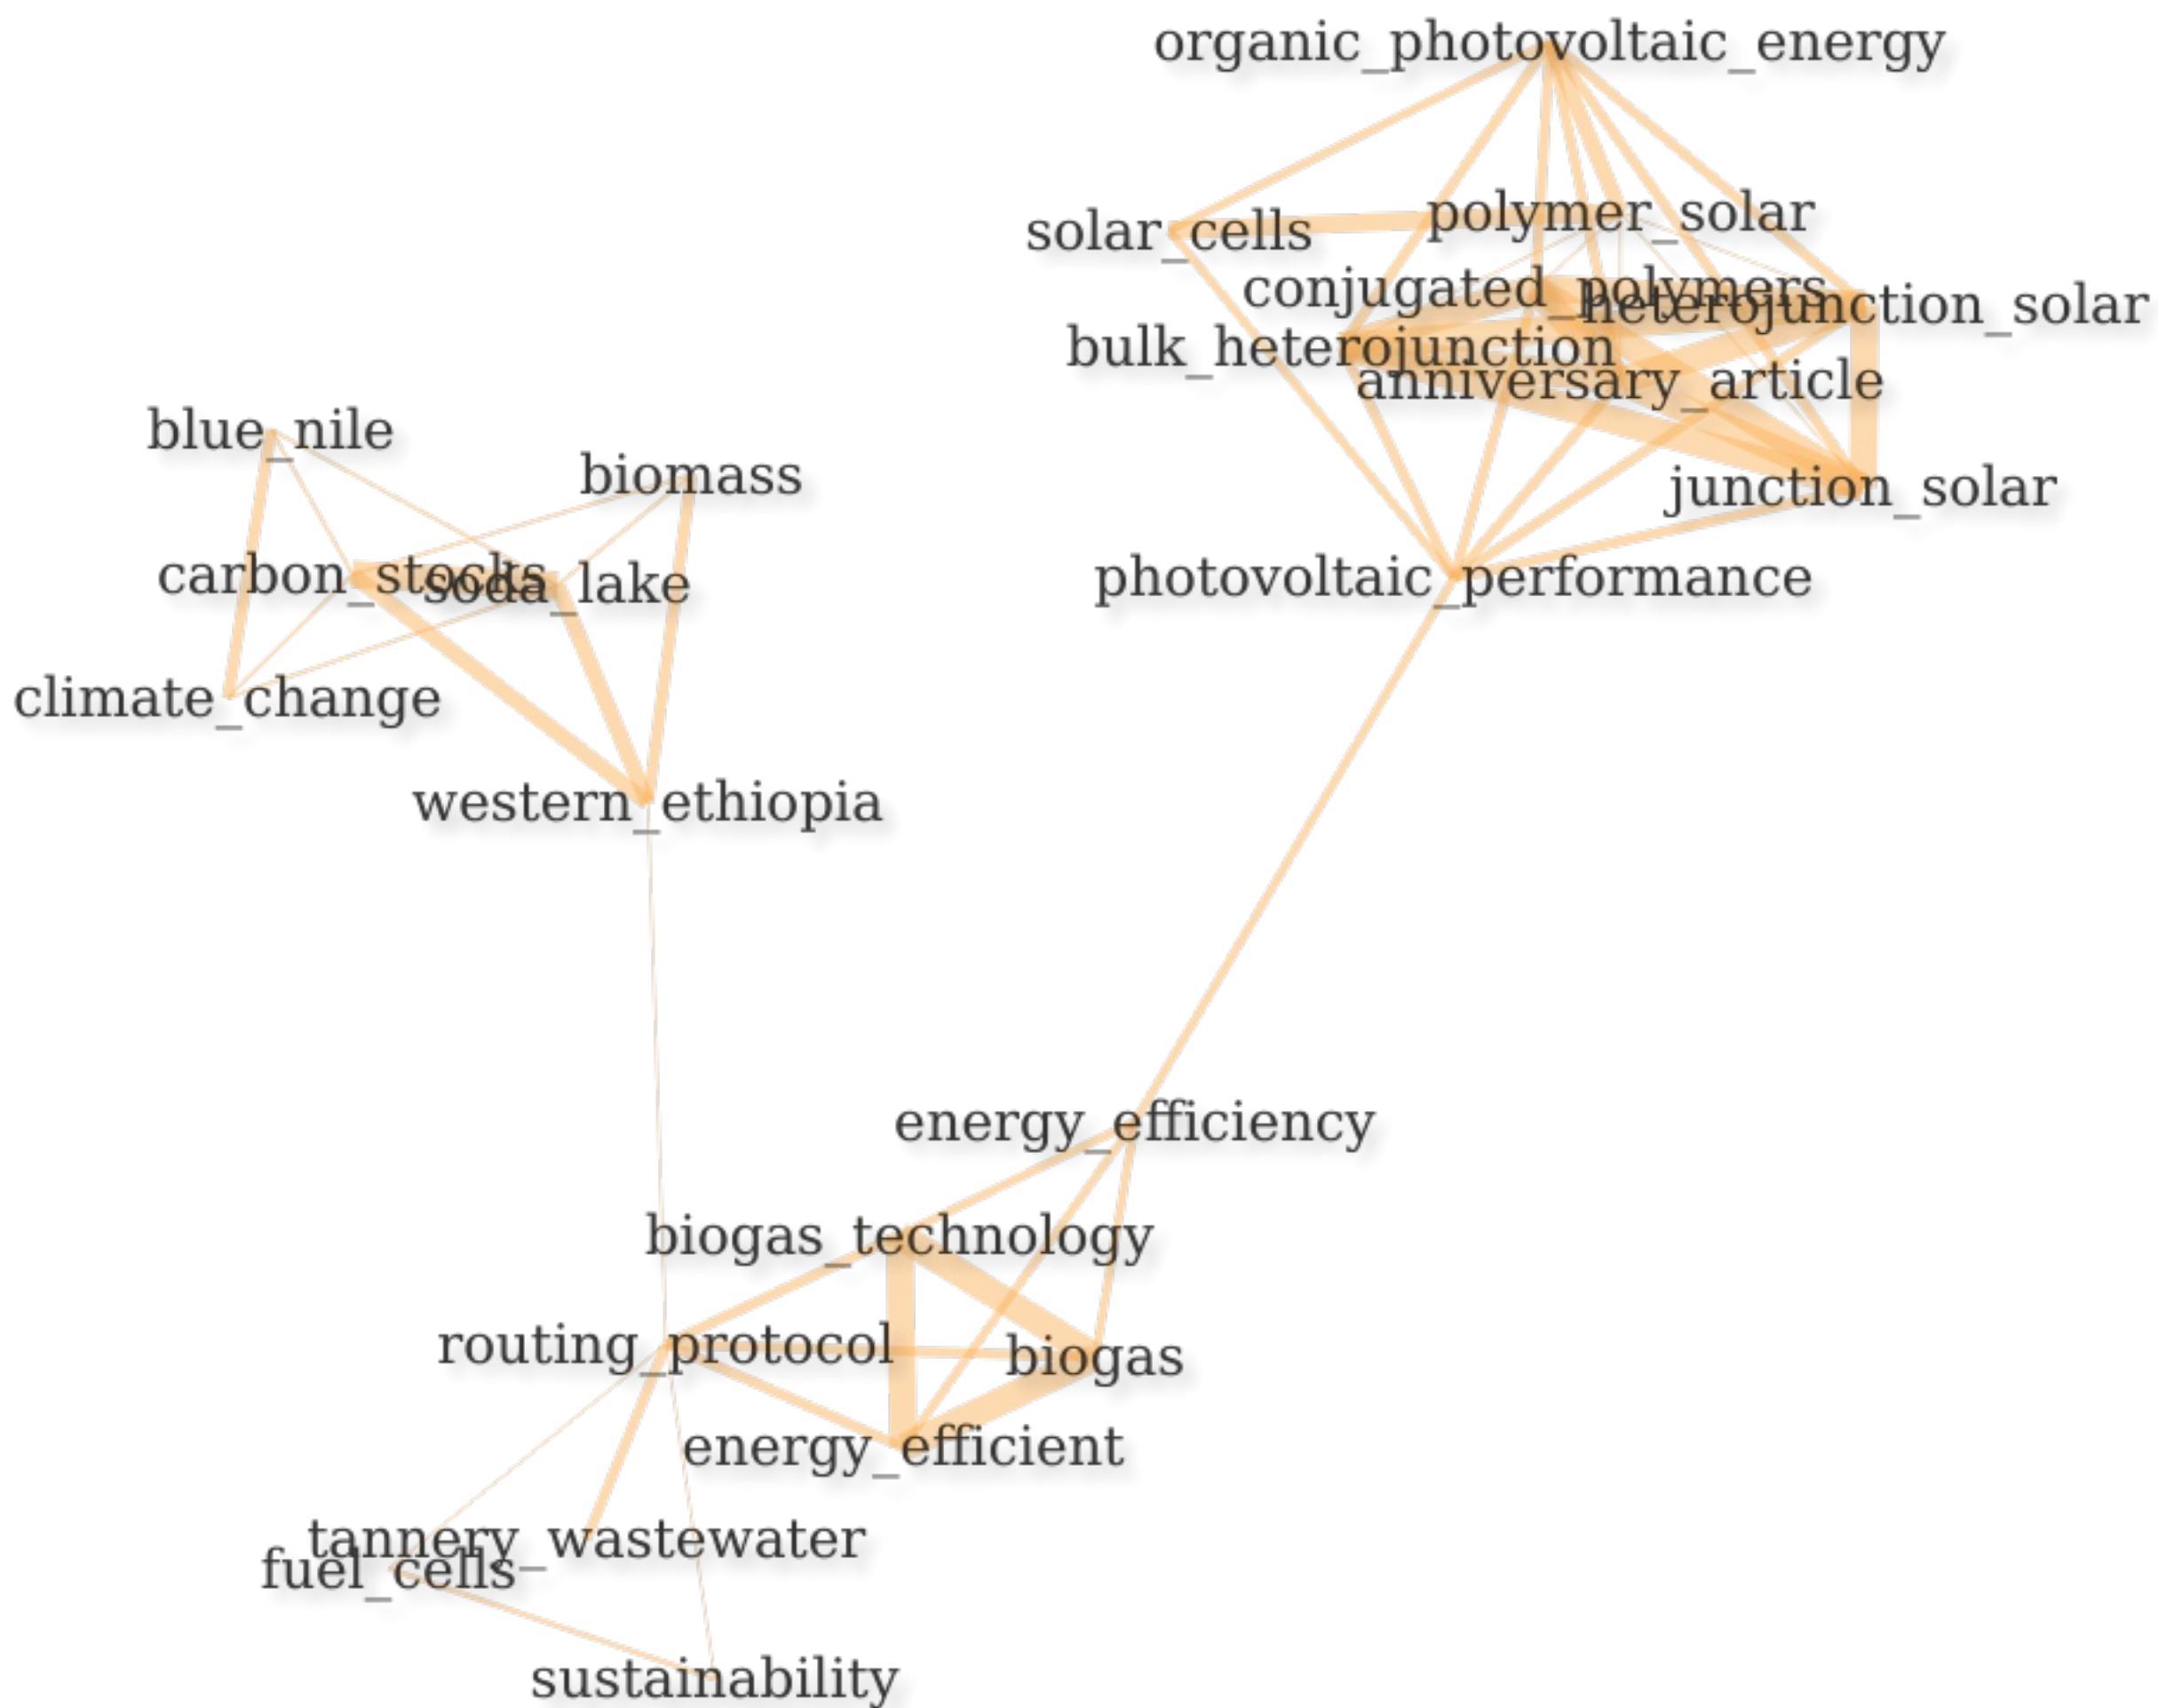 organic_photovoltaic_energy
polymer_solar
solar_cells
conjugated_polymers
heterojunction_solar
bulk_heterojunction
anniversary_article
blue_nile
biomass
junction_solar
carbon_stocks
soda_lake
photovoltaic_performance
climate_change
western_ethiopia
energy_efficiency
biogas_technology
routing_protocol
biogas
energy_efficient
tannery_wastewater
fuel_cells
sustainability